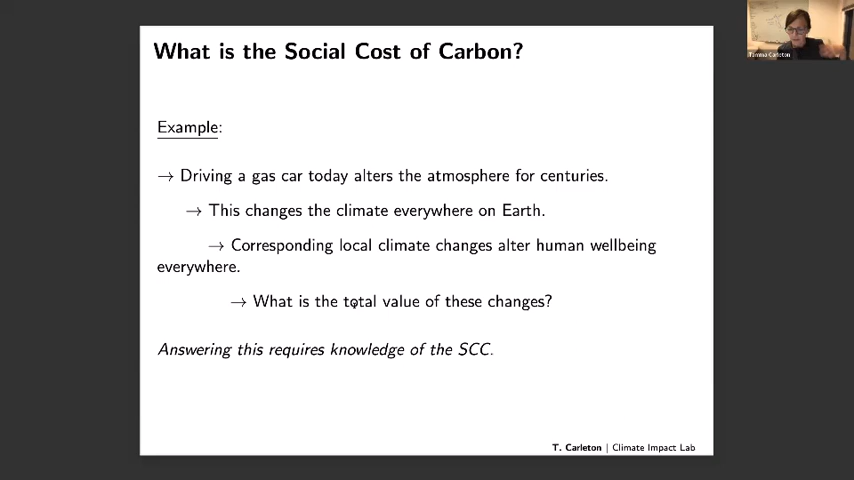 What is the Social Cost of Carbon?
Example:
→ Driving a gas car today alters the atmosphere for centuries.
→ This changes the climate everywhere on Earth.
→ Corresponding local climate changes alter human wellbeing
everywhere.
→ What is the total value of these changes?
Answering this requires knowledge of the SCC.
T. Carleton | Climate Impact Lab
Tamma Carleton